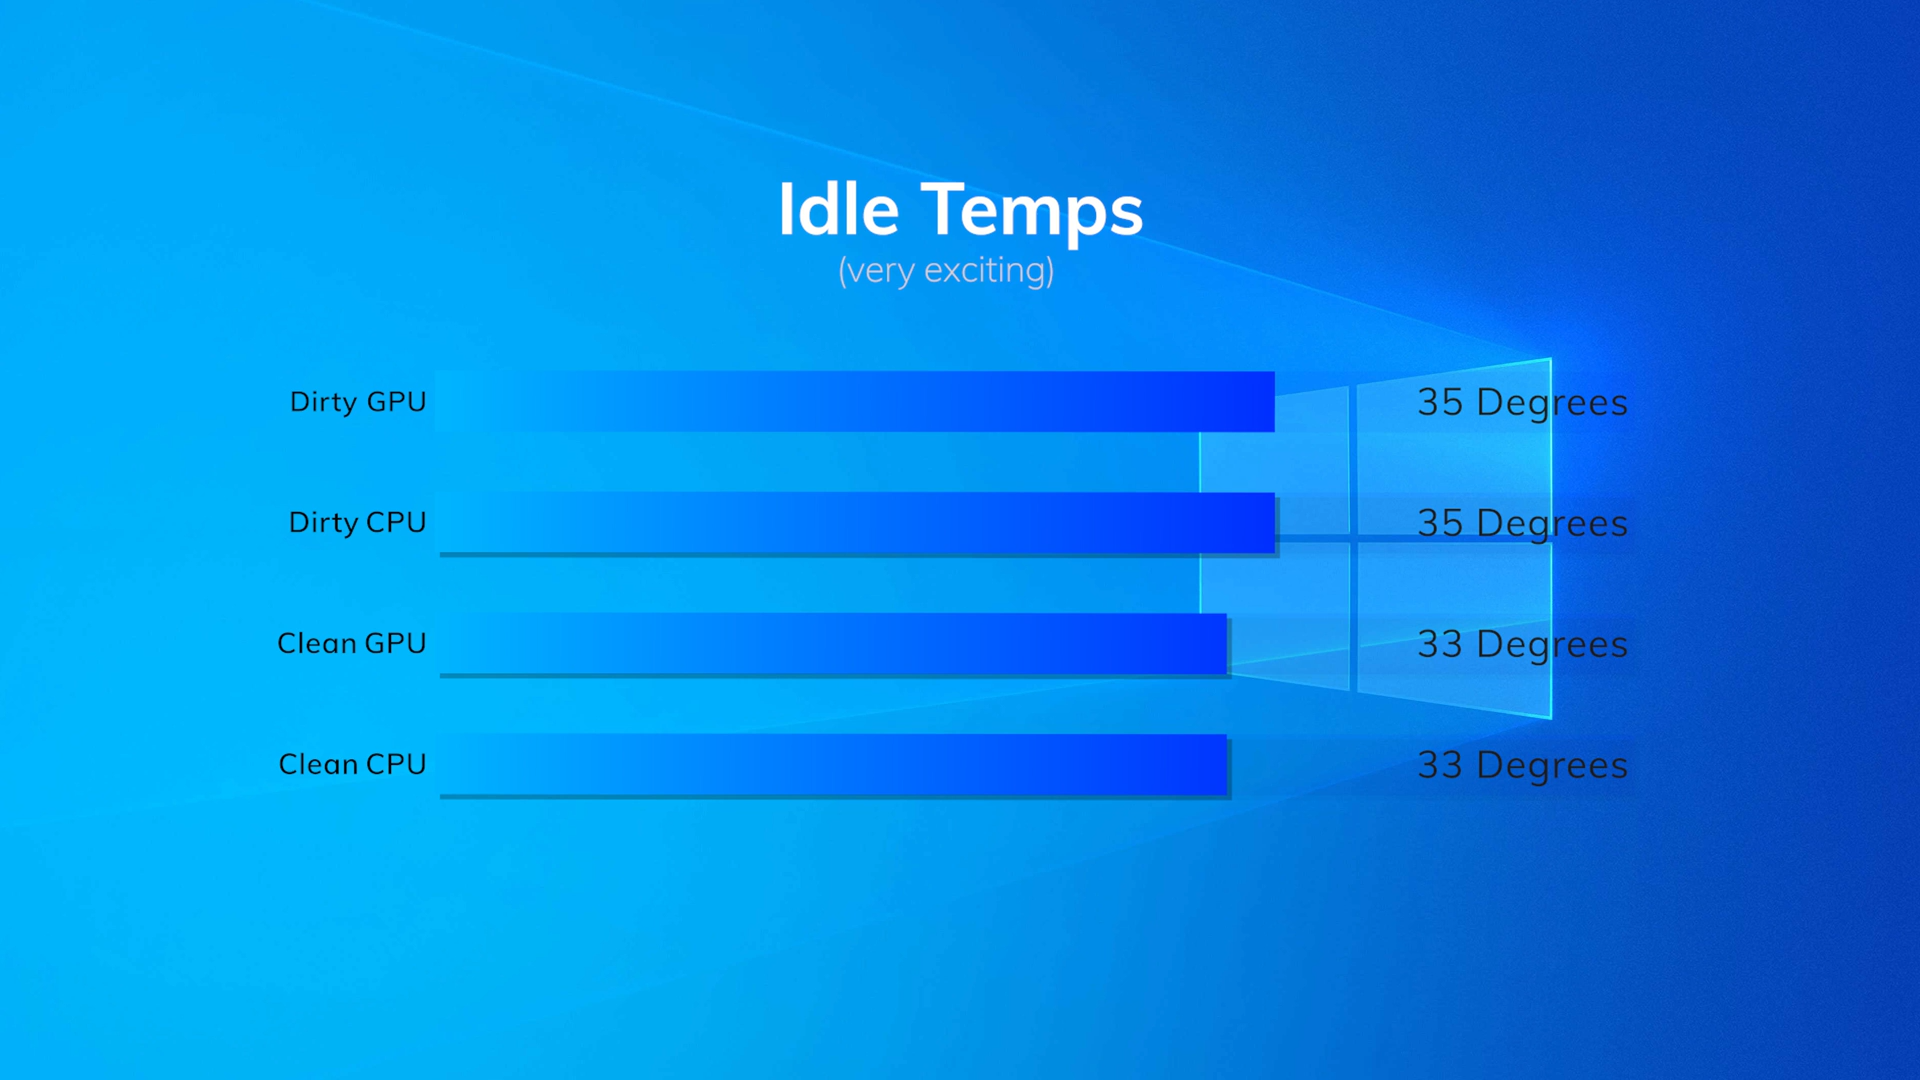 Idle Temps
(very exciting)
Dirty GPU 35 Degrees
Dirty CPU 35 Degrees
Clean GPU 33 Degrees
Clean CPU 33 Degrees